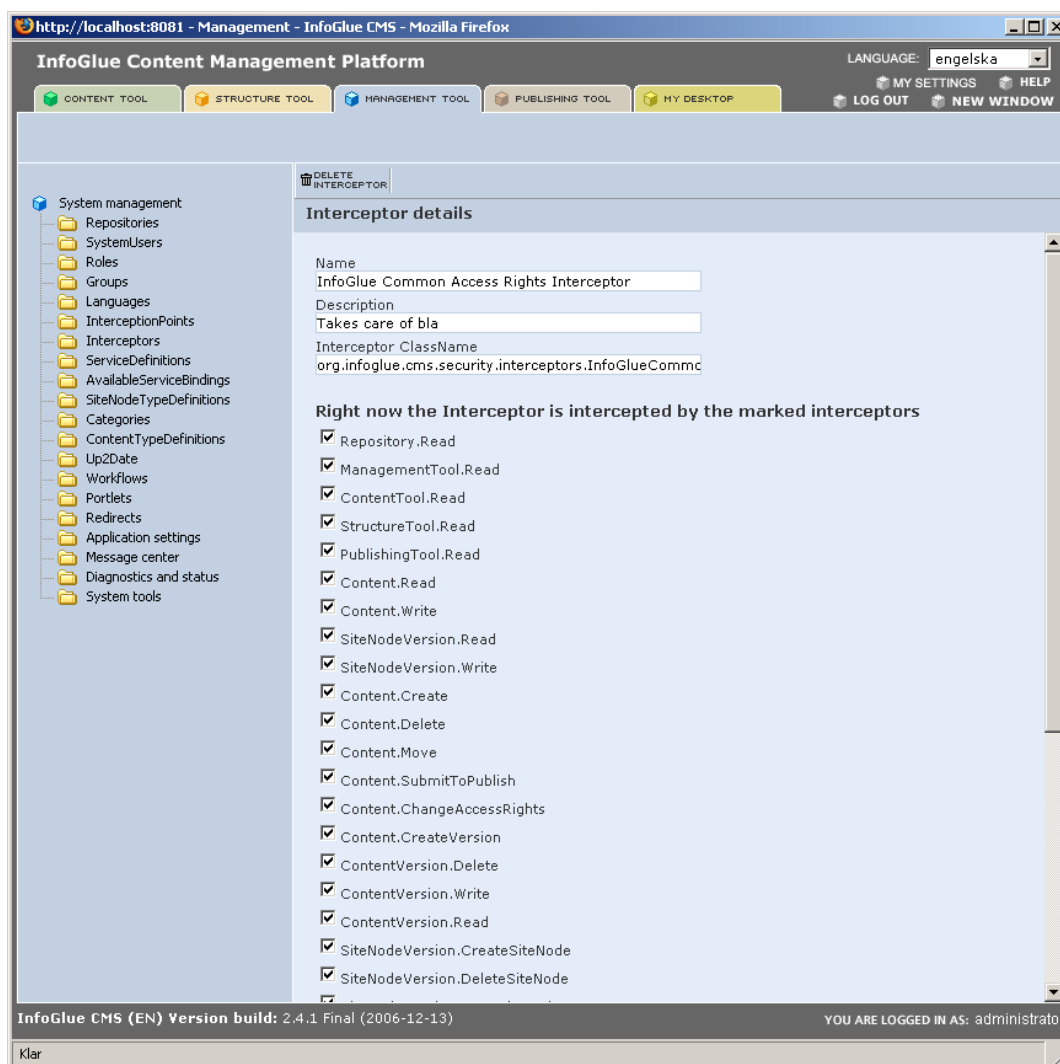 http://localhost:8081 - Management - InfoGlue CMS - Mozilla Firefox
InfoGlue Content Management Platform
LANGUAGE: engelska
MY SETTINGS HELP
LOG OUT NEW WINDOW
CONTENT TOOL STRUCTURE TOOL MANAGEMENT TOOL PUBLISHING TOOL MY DESKTOP
System management
Repositories
SystemUsers
Roles
Groups
Languages
InterceptionPoints
Interceptors
ServiceDefinitions
AvailableServiceBindings
SiteNodeTypeDefinitions
Categories
ContentTypeDefinitions
Up2Date
Workflows
Portlets
Redirects
Application settings
Message center
Diagnostics and status
System tools
DELETE
INTERCEPTOR
Interceptor details
Name
InfoGlue Common Access Rights Interceptor
Description
Takes care of bla
Interceptor ClassName
org.infoglue.cms.security.interceptors.InfoGlueCommo
Right now the Interceptor is intercepted by the marked interceptors
Repository.Read
ManagementTool.Read
ContentTool.Read
StructureTool.Read
PublishingTool.Read
Content.Read
Content.Write
SiteNodeVersion.Read
SiteNodeVersion.Write
Content.Create
Content.Delete
Content.Move
Content.SubmitToPublish
Content.ChangeAccessRights
Content.CreateVersion
ContentVersion.Delete
ContentVersion.Write
ContentVersion.Read
SiteNodeVersion.CreateSiteNode
SiteNodeVersion.DeleteSiteNode
InfoGlue CMS (EN) Version build: 2.4.1 Final (2006-12-13)
YOU ARE LOGGED IN AS: administrato
Klar